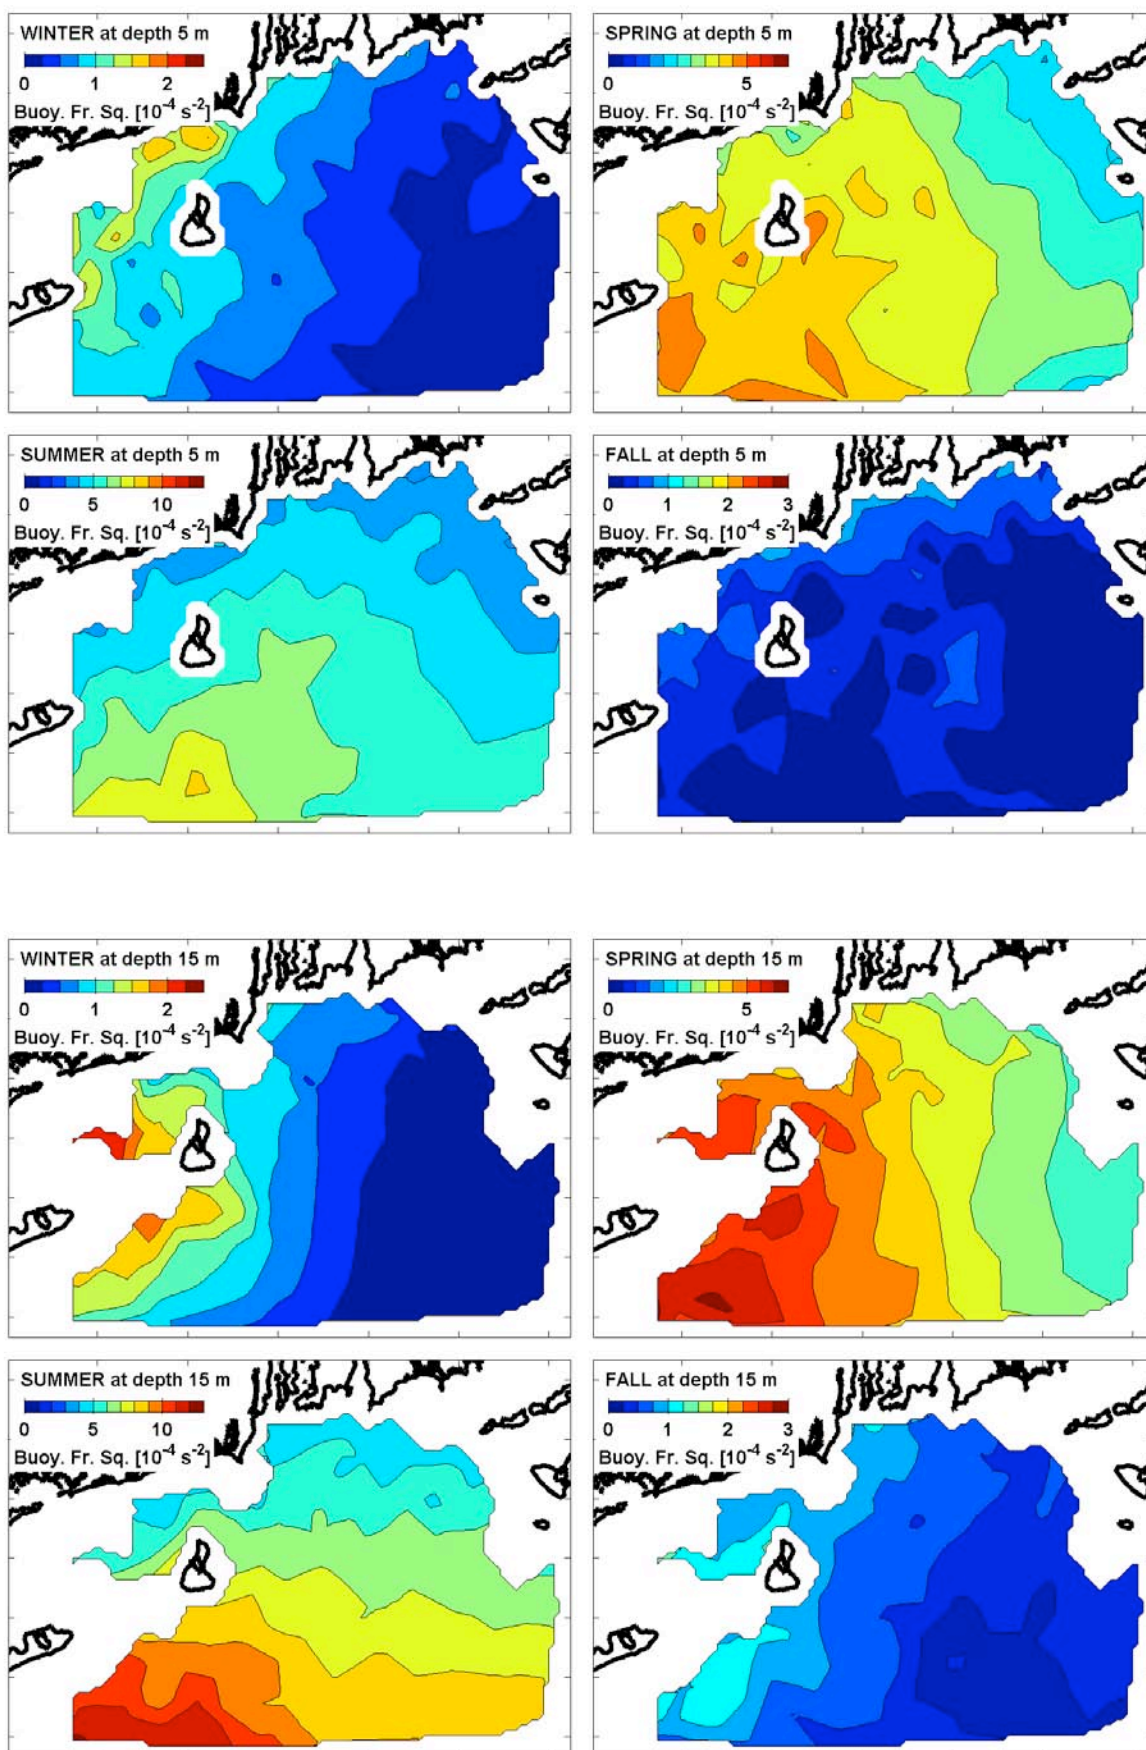 WINTER at depth 5 m
0 1 2
Buoy. Fr. Sq. [10⁻⁴ s⁻²]
SPRING at depth 5 m
0 5
Buoy. Fr. Sq. [10⁻⁴ s⁻²]
SUMMER at depth 5 m
0 5 10
Buoy. Fr. Sq. [10⁻⁴ s⁻²]
FALL at depth 5 m
0 1 2 3
Buoy. Fr. Sq. [10⁻⁴ s⁻²]
WINTER at depth 15 m
0 1 2
Buoy. Fr. Sq. [10⁻⁴ s⁻²]
SPRING at depth 15 m
0 5
Buoy. Fr. Sq. [10⁻⁴ s⁻²]
SUMMER at depth 15 m
0 5 10
Buoy. Fr. Sq. [10⁻⁴ s⁻²]
FALL at depth 15 m
0 1 2 3
Buoy. Fr. Sq. [10⁻⁴ s⁻²]